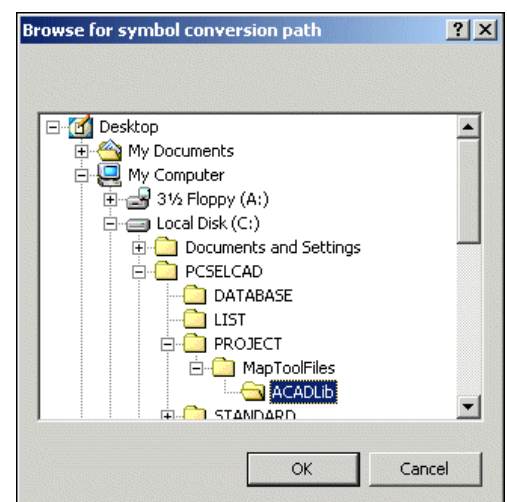 Browse for symbol conversion path
Desktop
My Documents
My Computer
3½ Floppy (A:)
Local Disk (C:)
Documents and Settings
PCSELCAD
DATABASE
LIST
PROJECT
MapToolFiles
ACADLib
STANDARD
OK Cancel